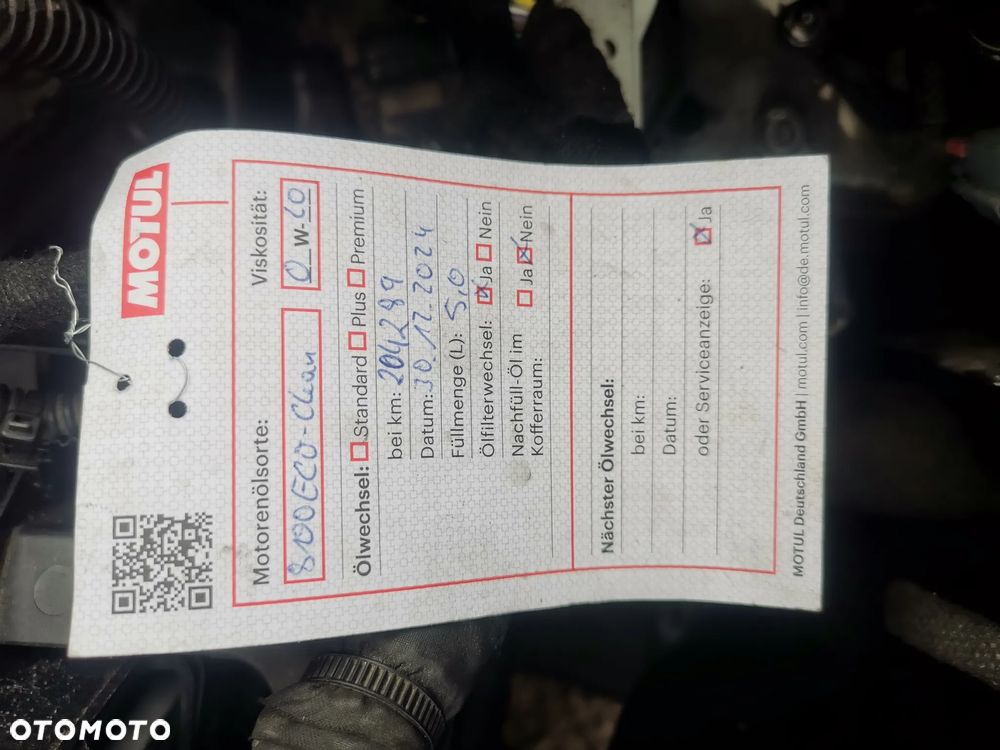 MOTUL
Motorenölsorte: Viskosität:
8100 ECO-Clean 0 W-20
Ölwechsel: Standard Plus Premium
bei km: 204289
Datum: 30.12.2024
Füllmenge (L): 5,0
Ölfilterwechsel: Ja Nein
Nachfüll-Öl im
Kofferraum: Ja Nein
Nächster Ölwechsel:
bei km:
Datum:
oder Serviceanzeige: Ja
MOTUL Deutschland GmbH | motul.com | info@de.motul.com
OTOMOTO